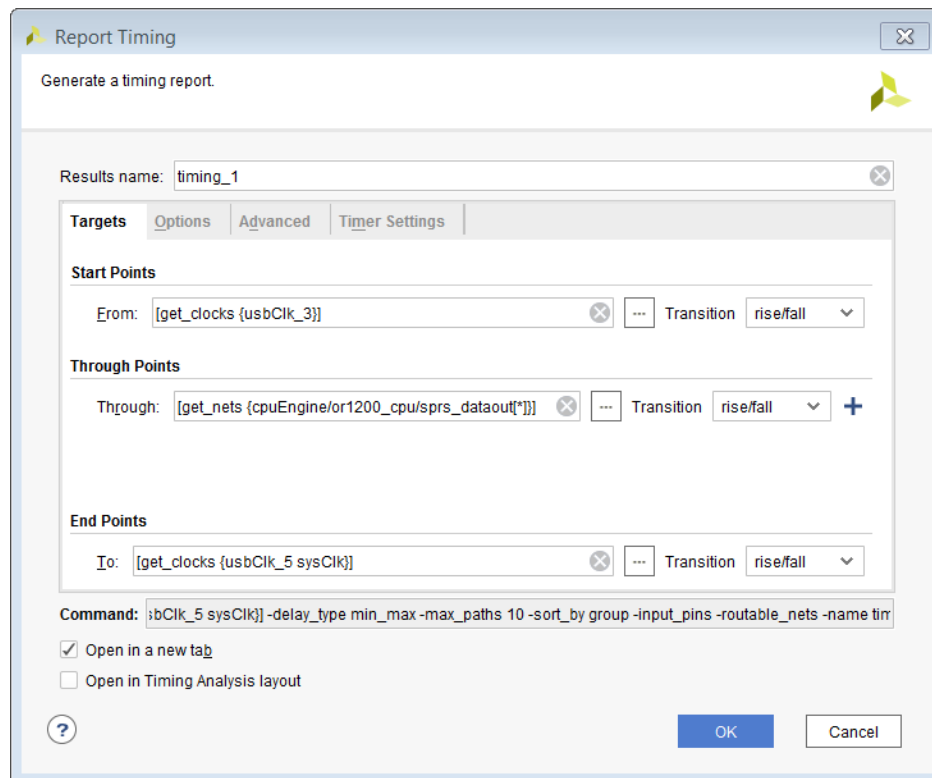 Report Timing
Generate a timing report.
Results name: timing_1
Targets Options Advanced Timer Settings
Start Points
From: [get_clocks {usbClk_3}] ... Transition rise/fall
Through Points
Through: [get_nets {cpuEngine/or1200_cpu/sprs_dataout[*]}] ... Transition rise/fall
End Points
To: [get_clocks {usbClk_5 sysClk}] ... Transition rise/fall
Command: sbClk_5 sysClk}] -delay_type min_max -max_paths 10 -sort_by group -input_pins -routable_nets -name tim
Open in a new tab
Open in Timing Analysis layout
? OK Cancel